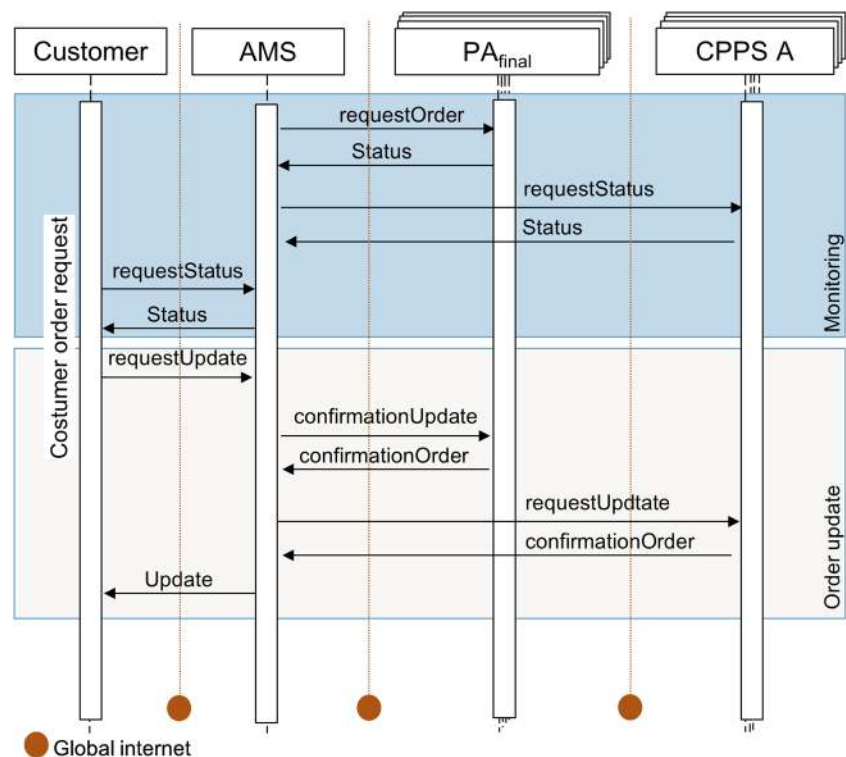 Customer
AMS
PAfinal
CPPS A
requestOrder
Status
requestStatus
Status
requestStatus
Status
Monitoring
Costumer order request
requestUpdate
confirmationUpdate
confirmationOrder
requestUpdtate
confirmationOrder
Update
Order update
Global internet